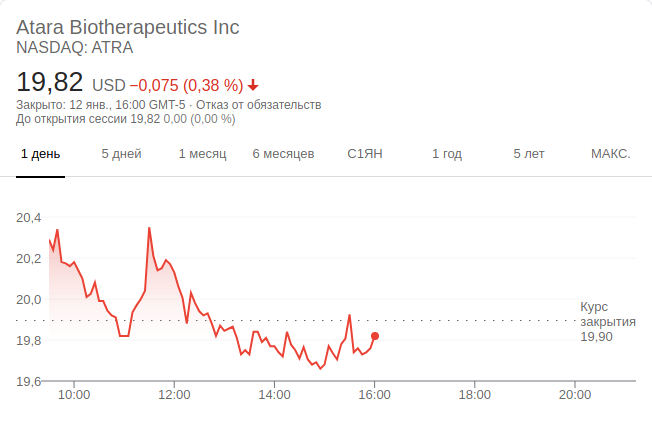 Atara Biotherapeutics Inc
NASDAQ: ATRA
19,82 USD −0,075 (0,38 %)
Закрыто: 12 янв., 16:00 GMT-5 · Отказ от обязательств
До открытия сессии 19,82 0,00 (0,00 %)
1 день 5 дней 1 месяц 6 месяцев С1ЯН 1 год 5 лет МАКС.
20,4
20,2
20,0
19,8
19,6
Курс
закрытия
19,90
10:00 12:00 14:00 16:00 18:00 20:00